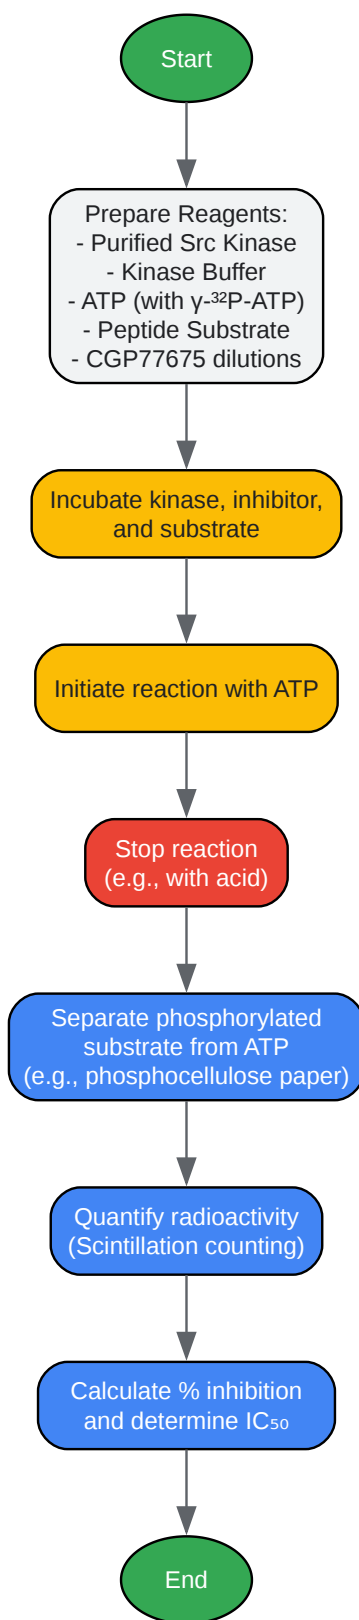 Start
Prepare Reagents:
- Purified Src Kinase
- Kinase Buffer
- ATP (with γ-³²P-ATP)
- Peptide Substrate
- CGP77675 dilutions
Incubate kinase, inhibitor,
and substrate
Initiate reaction with ATP
Stop reaction
(e.g., with acid)
Separate phosphorylated
substrate from ATP
(e.g., phosphocellulose paper)
Quantify radioactivity
(Scintillation counting)
Calculate % inhibition
and determine IC₅₀
End